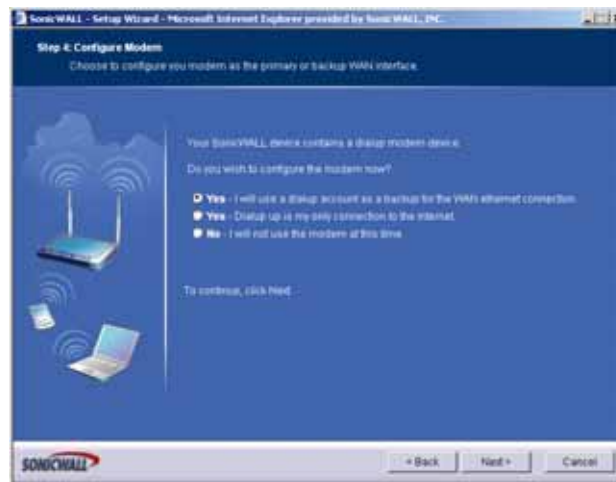 SonicWALL - Setup Wizard - Microsoft Internet Explorer provided by SonicWALL, INC.
Step 4: Configure Modem
Choose to configure you modem as the primary or backup WAN interface.
Your SonicWALL device contains a dialup modem device.
Do you wish to configure the modem now?
Yes - I will use a dialup account as a backup for the WAN ethernet connection.
Yes - Dialup up is my only connection to the internet.
No - I will not use the modem at this time.
To continue, click Next.
SONICWALL
< Back
Next >
Cancel